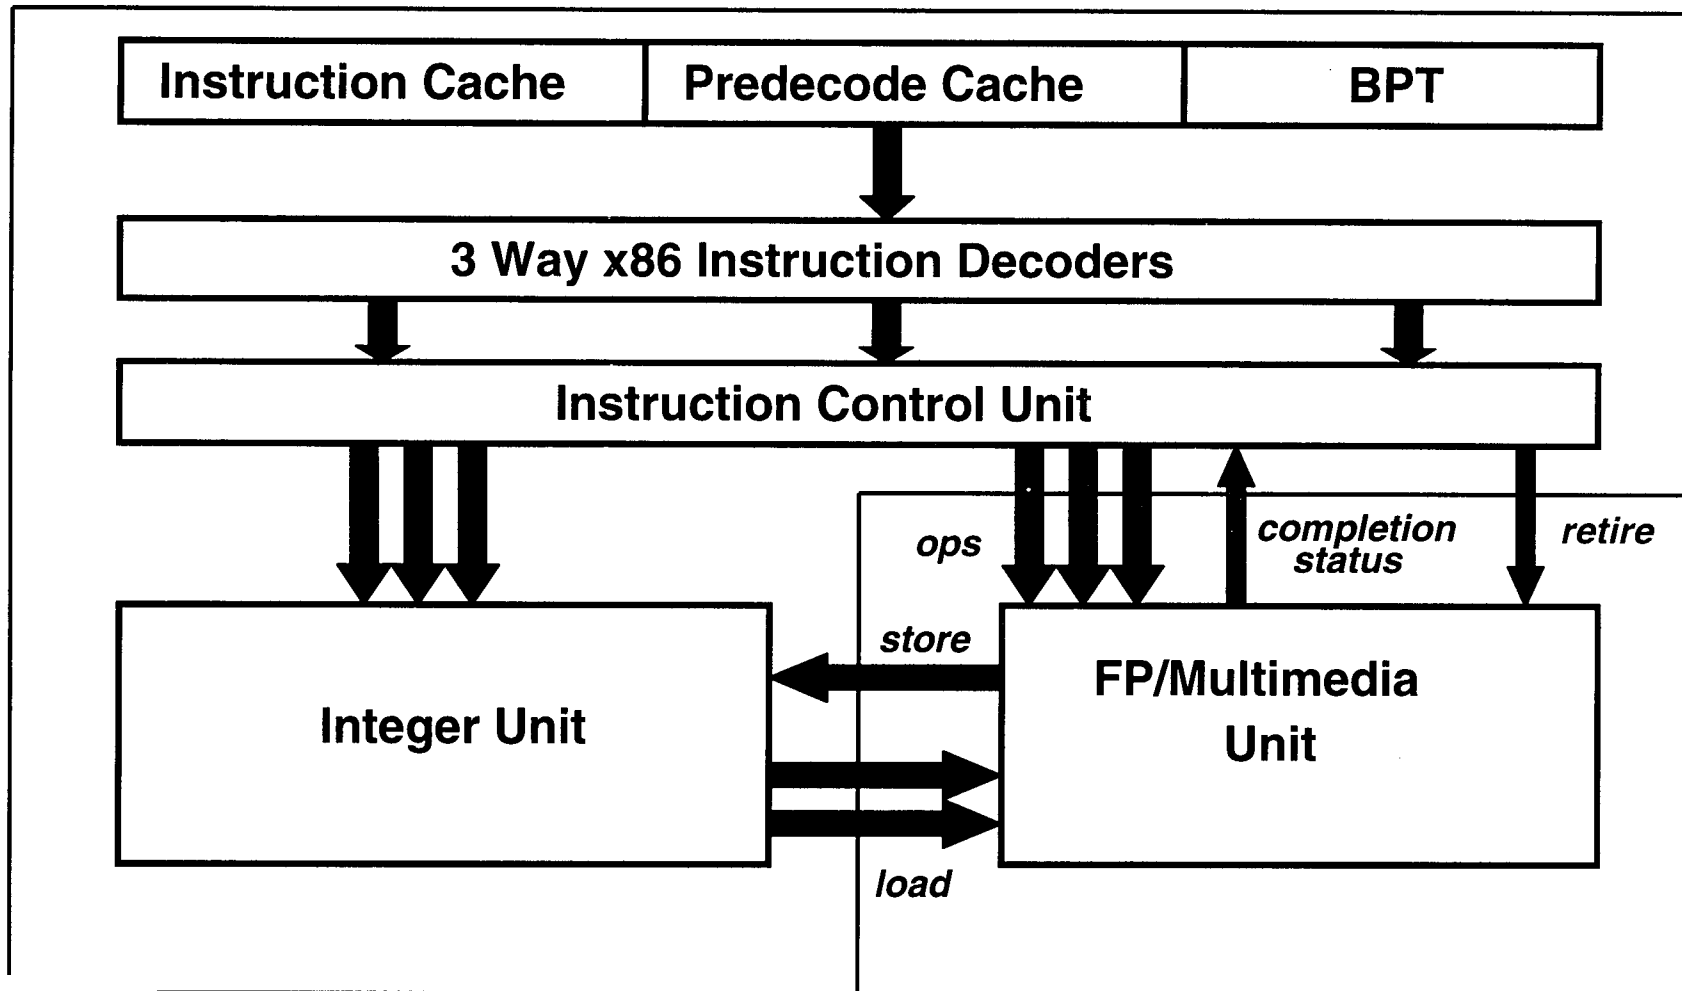 Instruction Cache
Predecode Cache
BPT
3 Way x86 Instruction Decoders
Instruction Control Unit
ops
completion
status
retire
store
FP/Multimedia
Unit
Integer Unit
load